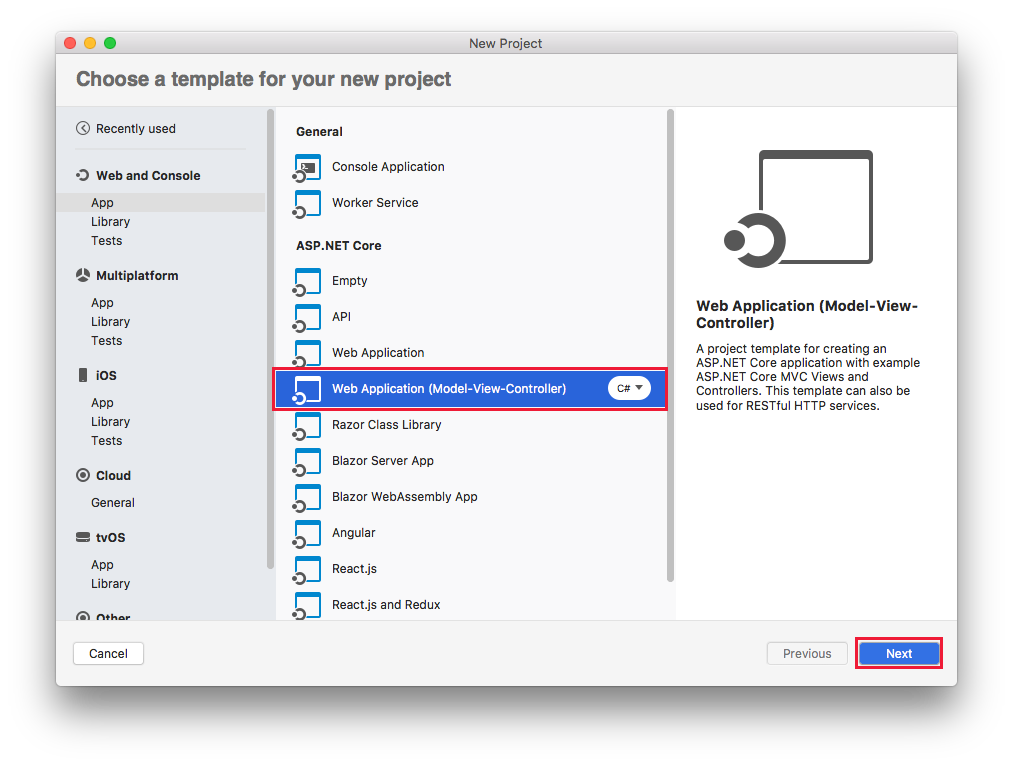 New Project
Choose a template for your new project
Recently used
Web and Console
App
Library
Tests
Multiplatform
App
Library
Tests
iOS
App
Library
Tests
Cloud
General
tvOS
App
Library
Other
General
Console Application
Worker Service
ASP.NET Core
Empty
API
Web Application
Web Application (Model-View-Controller)
C#
Razor Class Library
Blazor Server App
Blazor WebAssembly App
Angular
React.js
React.js and Redux
Web Application (Model-View-
Controller)
A project template for creating an
ASP.NET Core application with example
ASP.NET Core MVC Views and
Controllers. This template can also be
used for RESTful HTTP services.
Cancel
Previous
Next